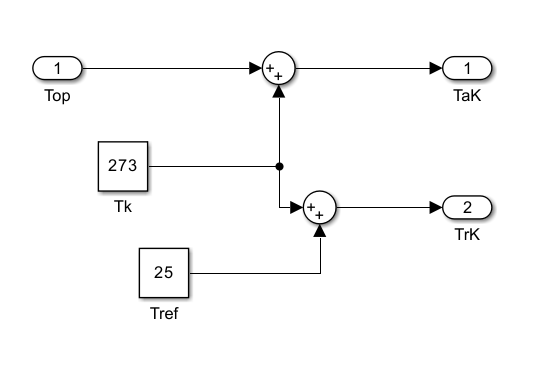 1
+
+
1
Top
TaK
273
Tk
+
+
2
TrK
25
Tref